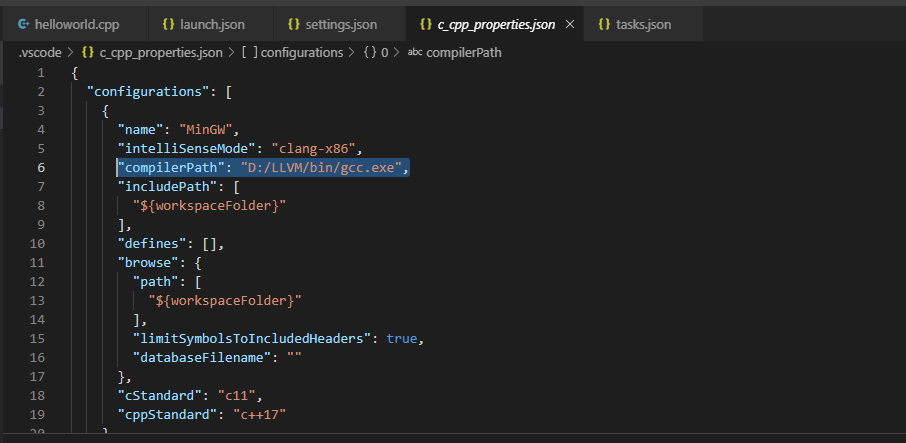 helloworld.cpp {} launch.json {} settings.json {} c_cpp_properties.json × {} tasks.json
.vscode > {} c_cpp_properties.json > [ ] configurations > {} 0 > abc compilerPath
1 {
2 "configurations": [
3 {
4 "name": "MinGW",
5 "intelliSenseMode": "clang-x86",
6 "compilerPath": "D:/LLVM/bin/gcc.exe",
7 "includePath": [
8 "${workspaceFolder}"
9 ],
10 "defines": [],
11 "browse": {
12 "path": [
13 "${workspaceFolder}"
14 ],
15 "limitSymbolsToIncludedHeaders": true,
16 "databaseFilename": ""
17 },
18 "cStandard": "c11",
19 "cppStandard": "c++17"